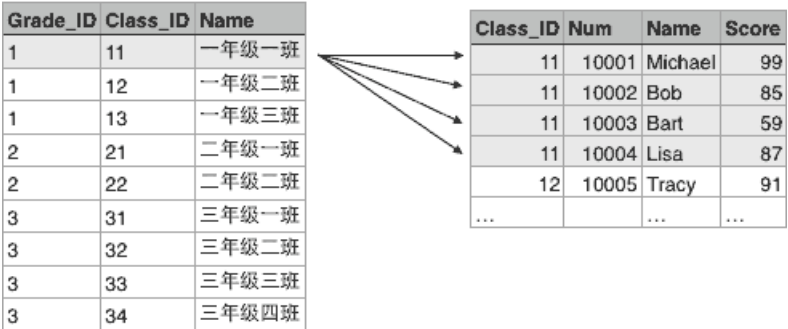 Grade_ID Class_ID Name
1 11 一年级一班
1 12 一年级二班
1 13 一年级三班
2 21 二年级一班
2 22 二年级二班
3 31 三年级一班
3 32 三年级二班
3 33 三年级三班
3 34 三年级四班
Class_ID Num Name Score
11 10001 Michael 99
11 10002 Bob 85
11 10003 Bart 59
11 10004 Lisa 87
12 10005 Tracy 91
... ... ...